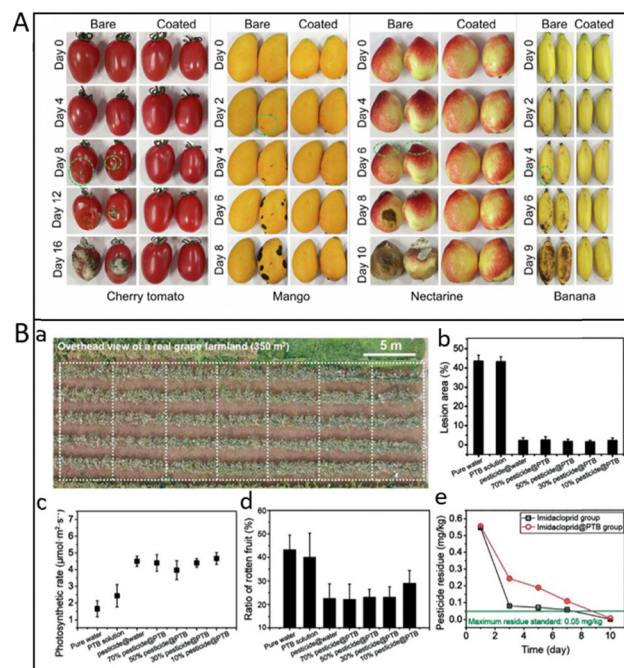 A
Bare Coated Bare Coated Bare Coated Bare Coated
Day 0 Day 0 Day 0 Day 0
Day 4 Day 2 Day 4 Day 2
Day 8 Day 4 Day 6 Day 4
Day 12 Day 6 Day 8 Day 6
Day 16 Day 8 Day 10 Day 9
Cherry tomato Mango Nectarine Banana
B
a
Overhead view of a real grape farmland (350 m²)
5 m
b
Lesion area (%)
50
40
30
20
10
0
Pure water
PTB solution
pesticide@water
70% pesticide@PTB
50% pesticide@PTB
30% pesticide@PTB
10% pesticide@PTB
c
Photosynthetic rate (μmol·m⁻²·s⁻¹)
6
5
4
3
2
1
0
Pure water
PTB solution
pesticide@water
70% pesticide@PTB
50% pesticide@PTB
30% pesticide@PTB
10% pesticide@PTB
d
Ratio of rotten fruit (%)
60
50
40
30
20
10
0
Pure water
PTB solution
pesticide@water
70% pesticide@PTB
50% pesticide@PTB
30% pesticide@PTB
10% pesticide@PTB
e
Pesticide residue (mg/kg)
0.6
0.5
0.4
0.3
0.2
0.1
0.0
Imidacloprid group
Imidaclorid@PTB group
Maximum residue standard: 0.05 mg/kg
0 2 4 6 8 10
Time (day)